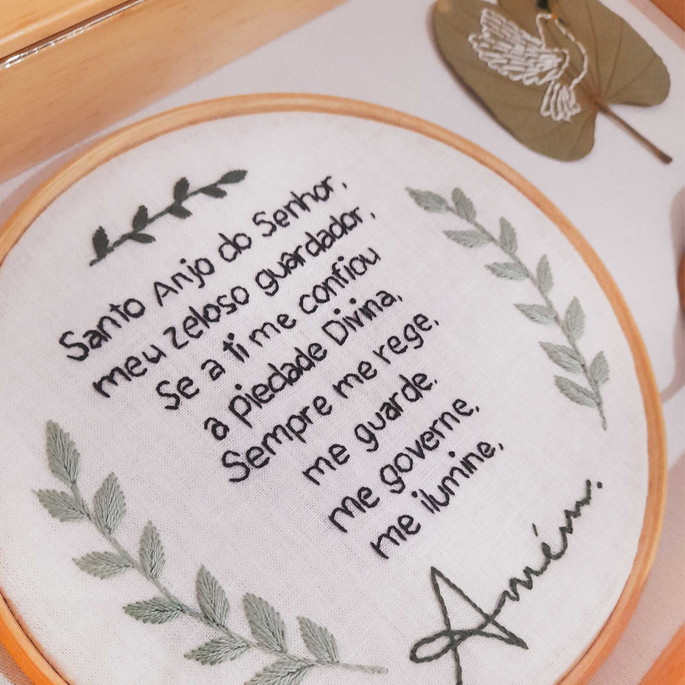 Santo Anjo do Senhor,
meu zeloso guardador,
Se a ti me confiou
a piedade Divina,
Sempre me rege,
me guarde,
me governe,
me ilumine,
Amém.